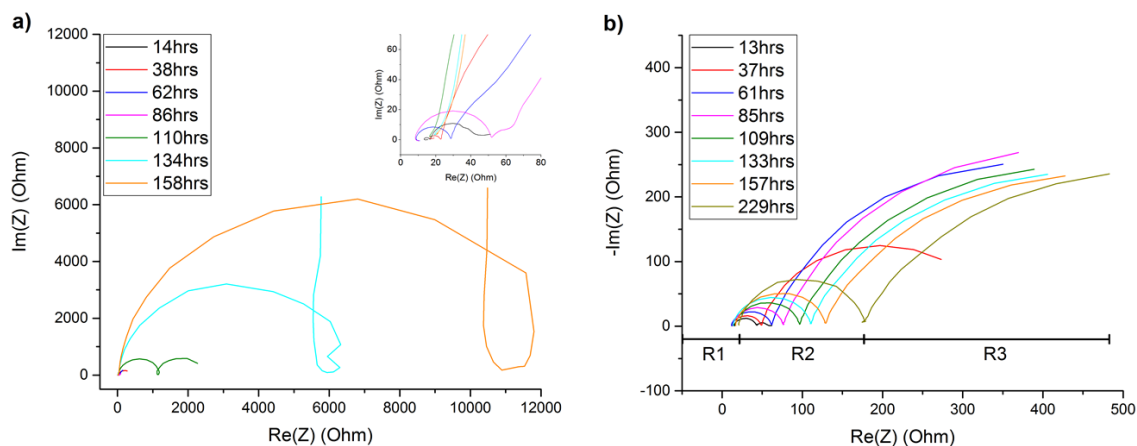 a)
12000
10000
8000
6000
4000
2000
0
Im(Z) (Ohm)
14hrs
38hrs
62hrs
86hrs
110hrs
134hrs
158hrs
0 2000 4000 6000 8000 10000 12000
Re(Z) (Ohm)
60
40
20
0
Im(Z) (Ohm)
0 20 40 60 80
Re(Z) (Ohm)
b)
400
300
200
100
0
-100
-Im(Z) (Ohm)
13hrs
37hrs
61hrs
85hrs
109hrs
133hrs
157hrs
229hrs
R1 R2 R3
0 100 200 300 400 500
Re(Z) (Ohm)